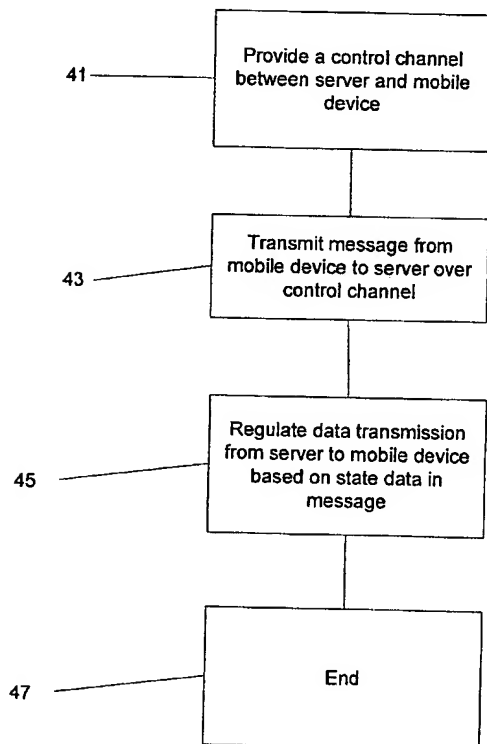 41
Provide a control channel
between server and mobile
device
43
Transmit message from
mobile device to server over
control channel
45
Regulate data transmission
from server to mobile device
based on state data in
message
47
End